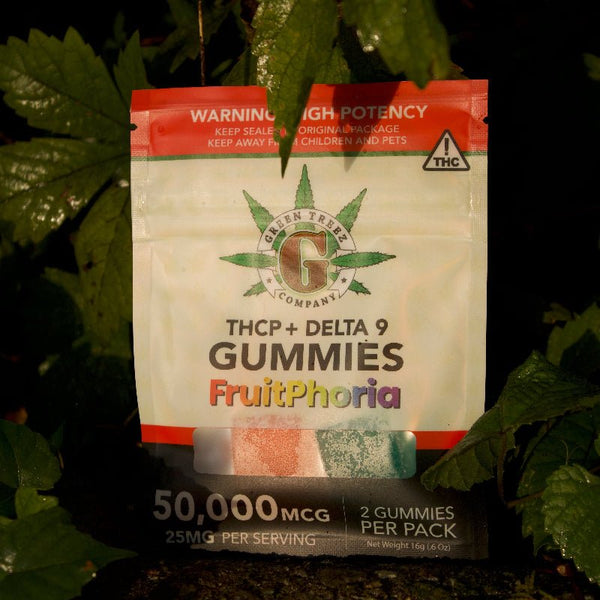 WARNING: HIGH POTENCY
KEEP SEALED ORIGINAL PACKAGE
KEEP AWAY FROM CHILDREN AND PETS
!
THC
GREEN TREEZ
G
COMPANY
THCP + DELTA 9
GUMMIES
FruitPhoria
50,000MCG
25MG PER SERVING
2 GUMMIES
PER PACK
Net Weight 16g (.6 Oz)